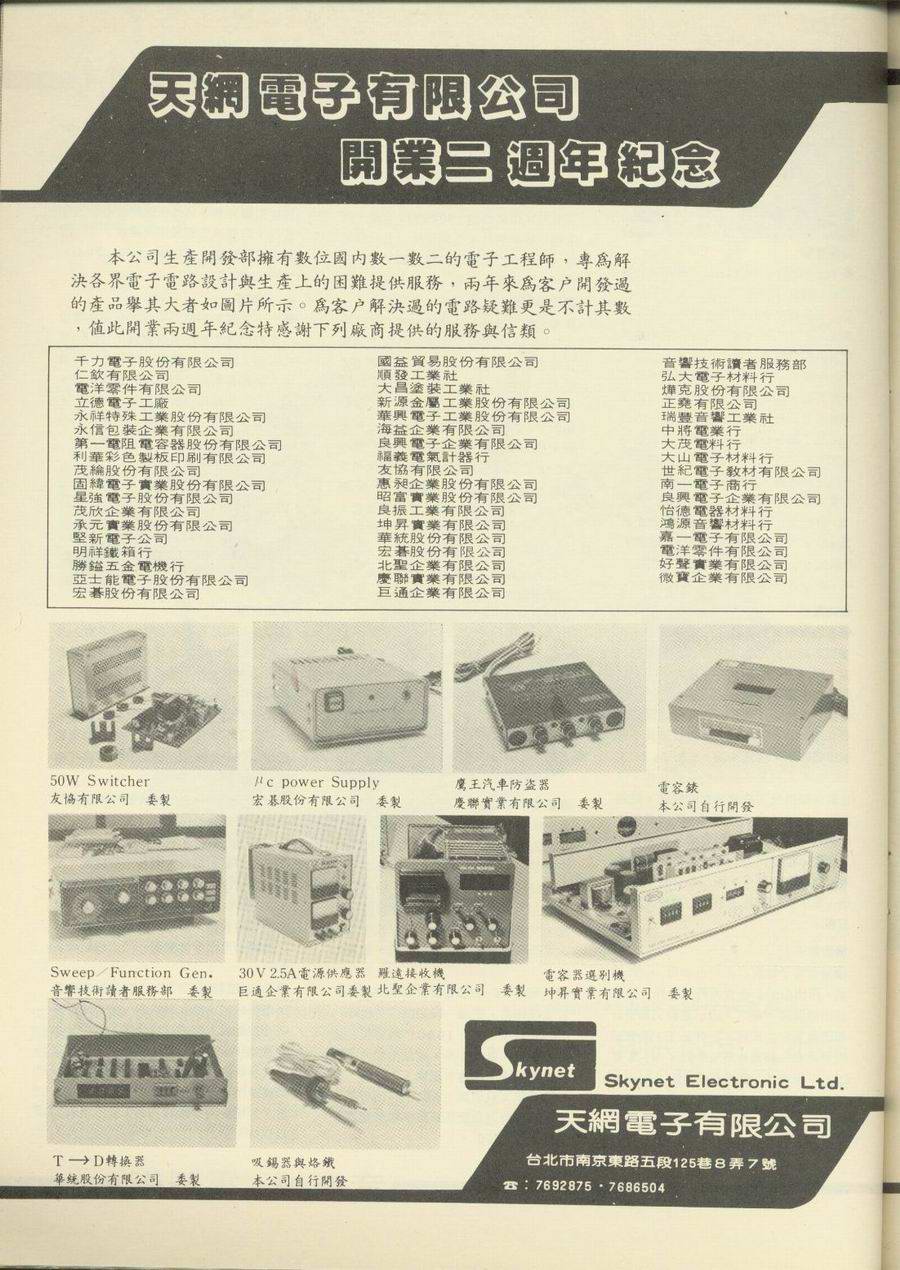 天網電子有限公司
開業二週年紀念
本公司生產開發部擁有數位國内數一數二的電子工程師，專為解
決各界電子電路設計與生產上的困難提供服務，兩年來為客户開發過
的產品舉其大者如圖片所示。為客户解決過的電路疑難更是不計其數
，值此開業兩週年紀念特感謝下列廠商提供的服務與信賴。
千力電子股份有限公司
仁欽有限公司
電洋零件有限公司
立德電子工廠
永祥特殊工業股份有限公司
永信包裝企業有限公司
第一電阻電容器股份有限公司
利華彩色製板印刷有限公司
茂綸股份有限公司
固緯電子實業股份有限公司
星強電子股份有限公司
茂欣企業有限公司
承元實業股份有限公司
堅新電子公司
明祥鐵箱行
勝鎰五金電機行
亞士能電子股份有限公司
宏碁股份有限公司
國益貿易股份有限公司
順發工業社
大昌塗裝工業社
新源金屬工業股份有限公司
華興電子工業股份有限公司
海益企業有限公司
良興電子企業有限公司
福義電氣計器行
友協有限公司
惠昶企業股份有限公司
昭富實業股份有限公司
良振工業有限公司
坤昇實業有限公司
華統股份有限公司
宏碁股份有限公司
北聖企業有限公司
慶聯實業有限公司
巨通企業有限公司
音響技術讀者服務部
弘大電子材料行
燁克股份有限公司
正堯有限公司
瑞豐音響工業社
中將電業行
大茂電料行
大山電子材料行
世紀電子教材有限公司
南一電子商行
良興電子企業有限公司
怡德電器材料行
鴻源音響材料行
嘉一電子有限公司
電洋零件有限公司
好聲實業有限公司
微寶企業有限公司
50W Switcher
友協有限公司 委製
μc power Supply
宏碁股份有限公司 委製
鷹王汽車防盜器
慶聯實業有限公司 委製
電容錶
本公司自行開發
Sweep／Function Gen.
音響技術讀者服務部 委製
30V 2.5A電源供應器
巨通企業有限公司委製
羅遠接收機
北聖企業有限公司 委製
電容器選別機
坤昇實業有限公司 委製
T→D轉換器
華統股份有限公司 委製
吸錫器與烙鐵
本公司自行開發
Skynet
Skynet Electronic Ltd.
天網電子有限公司
台北市南京東路五段125巷8弄7號
☎：7692875・7686504